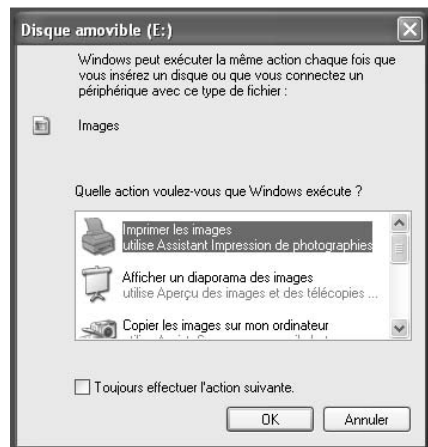 Disque amovible (E:)
Windows peut exécuter la même action chaque fois que
vous insérez un disque ou que vous connectez un
périphérique avec ce type de fichier :
Images
Quelle action voulez-vous que Windows exécute ?
Imprimer les images
utilise Assistant Impression de photographies
Afficher un diaporama des images
utilise Aperçu des images et des télécopies ...
Copier les images sur mon ordinateur
Toujours effectuer l'action suivante.
OK Annuler